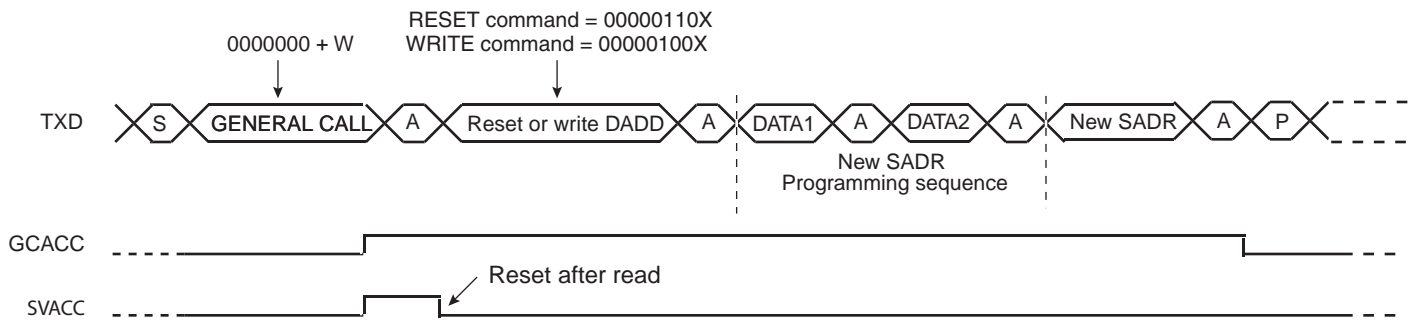 RESET command = 00000110X
0000000 + W
WRITE command = 00000100X
TXD
S
GENERAL CALL
A
Reset or write DADD
A
DATA1
A
DATA2
A
New SADR
A
P
New SADR
Programming sequence
GCACC
Reset after read
SVACC